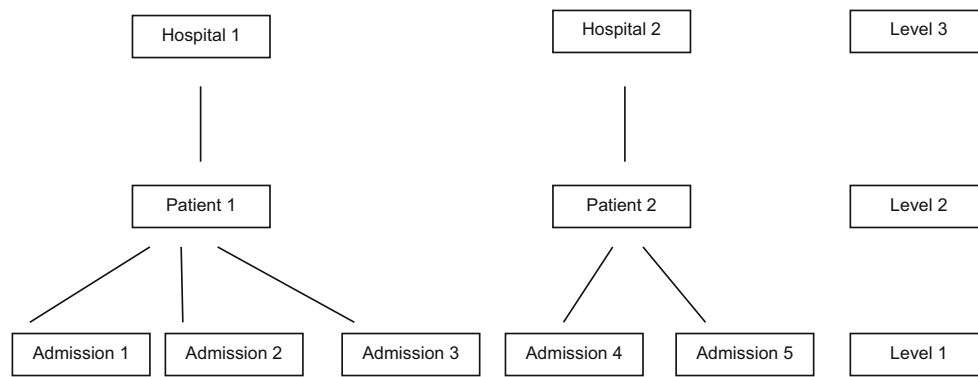 Hospital 1
Hospital 2
Level 3
Patient 1
Patient 2
Level 2
Admission 1
Admission 2
Admission 3
Admission 4
Admission 5
Level 1